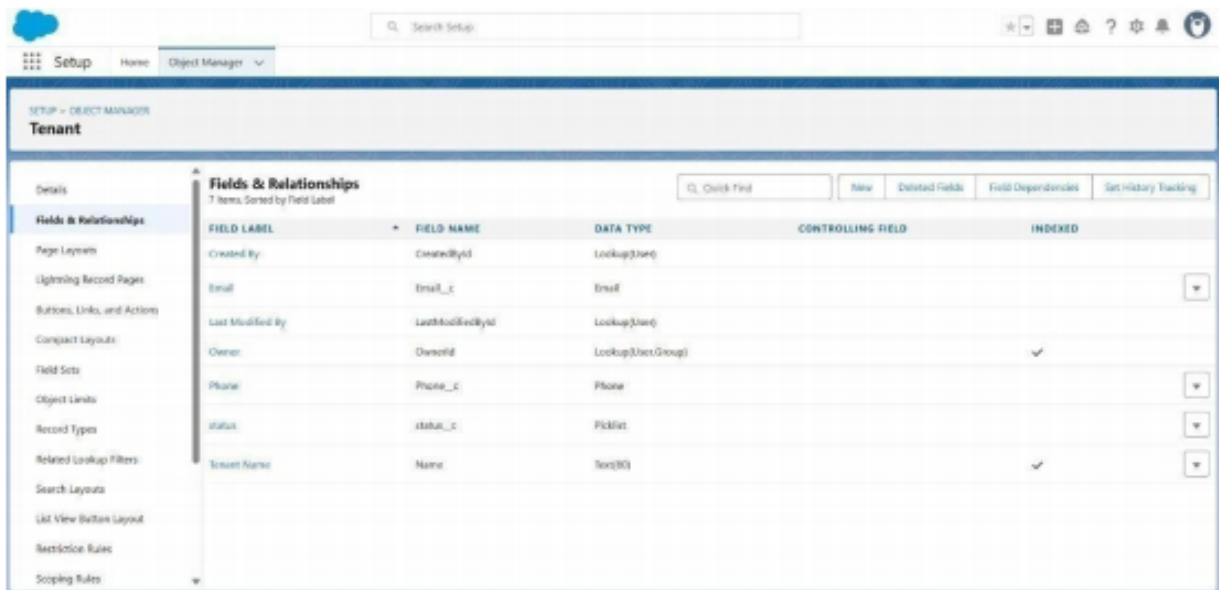 Search Setup
Setup Home Object Manager
SETUP > OBJECT MANAGER
Tenant
Details
Fields & Relationships
Page Layouts
Lightning Record Pages
Buttons, Links, and Actions
Compact Layouts
Field Sets
Object Limits
Record Types
Related Lookup Filters
Search Layouts
List View Button Layout
Restriction Rules
Scoping Rules
Fields & Relationships
7 Items, Sorted by Field Label
Quick Find New Deleted Fields Field Dependencies Set History Tracking
FIELD LABEL FIELD NAME DATA TYPE CONTROLLING FIELD INDEXED
Created By CreatedById Lookup(User)
Email Email__c Email
Last Modified By LastModifiedById Lookup(User)
Owner OwnerId Lookup(User,Group)
Phone Phone__c Phone
status status__c Picklist
Tenant Name Name Text(80)